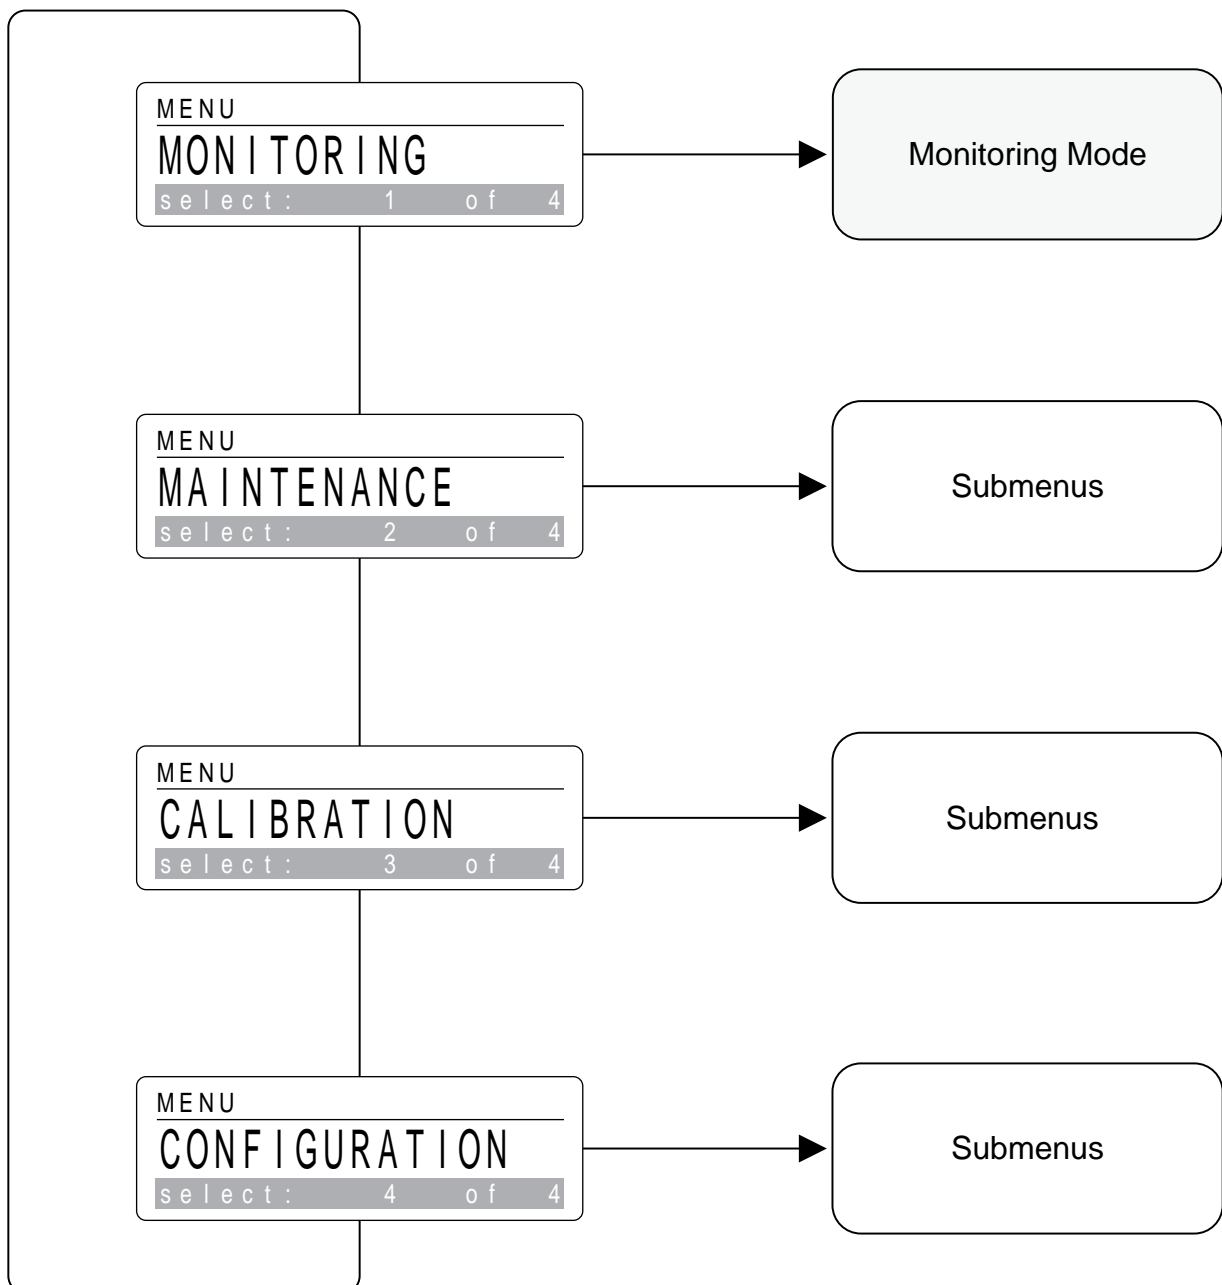 MENU
MONITORING
select: 1 of 4
Monitoring Mode
MENU
MAINTENANCE
select: 2 of 4
Submenus
MENU
CALIBRATION
select: 3 of 4
Submenus
MENU
CONFIGURATION
select: 4 of 4
Submenus